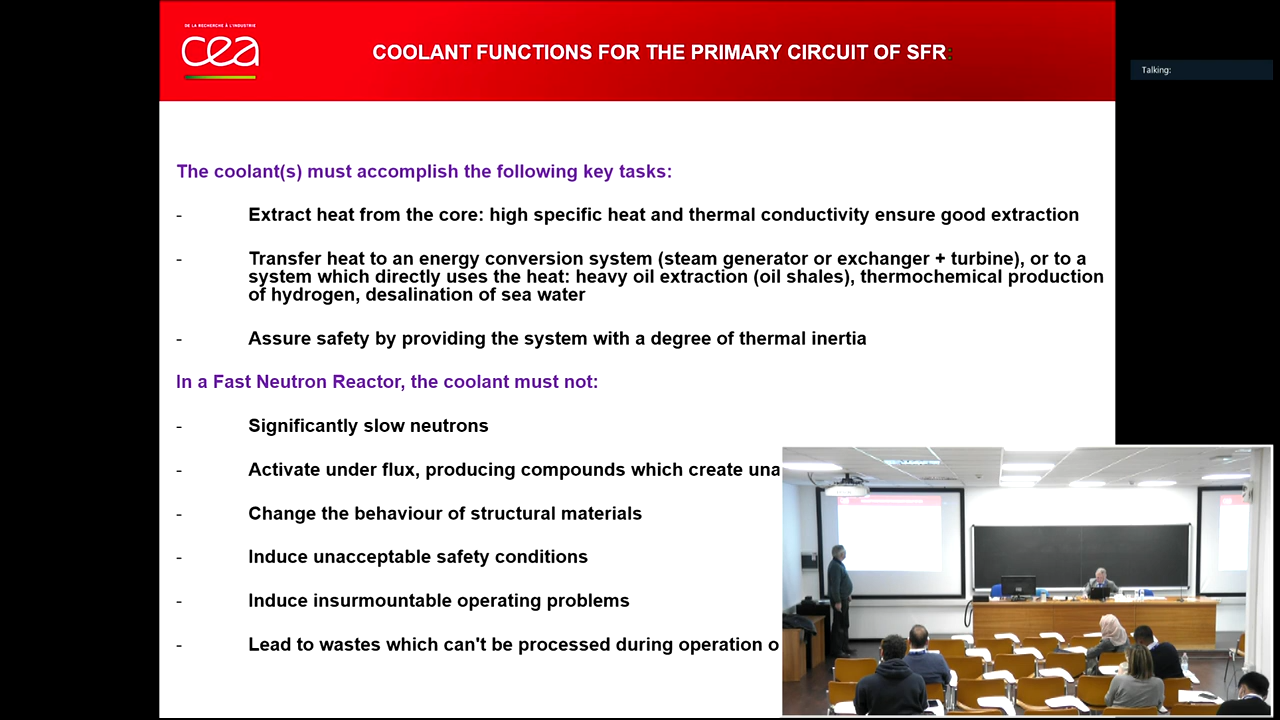 DE LA RECHERCHE À L'INDUSTRIE
cea
COOLANT FUNCTIONS FOR THE PRIMARY CIRCUIT OF SFR:
Talking:
The coolant(s) must accomplish the following key tasks:
- Extract heat from the core: high specific heat and thermal conductivity ensure good extraction
- Transfer heat to an energy conversion system (steam generator or exchanger + turbine), or to a
system which directly uses the heat: heavy oil extraction (oil shales), thermochemical production
of hydrogen, desalination of sea water
- Assure safety by providing the system with a degree of thermal inertia
In a Fast Neutron Reactor, the coolant must not:
- Significantly slow neutrons
- Activate under flux, producing compounds which create una
- Change the behaviour of structural materials
- Induce unacceptable safety conditions
- Induce insurmountable operating problems
- Lead to wastes which can't be processed during operation o